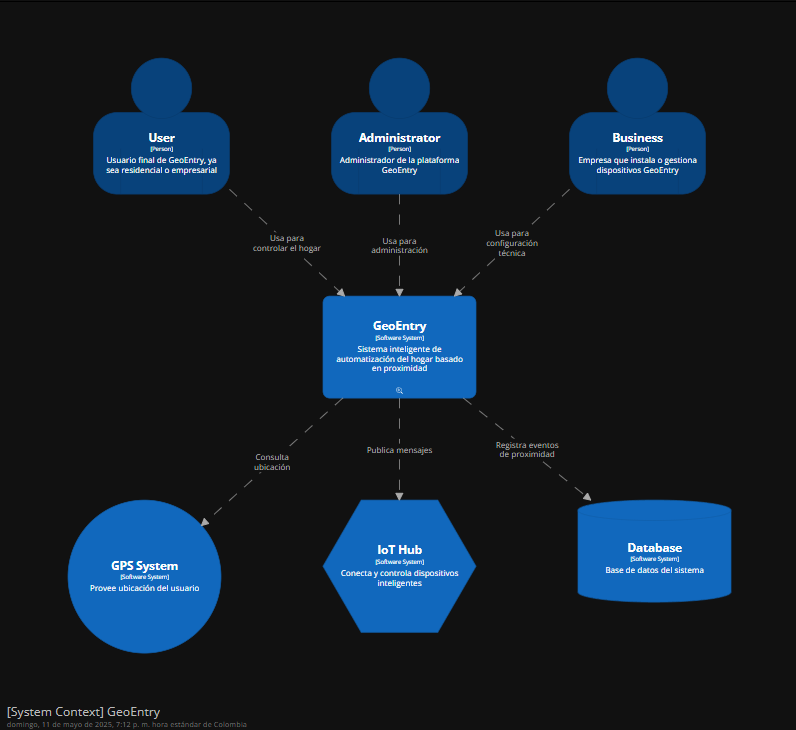 User
[Person]
Usuario final de GeoEntry, ya
sea residencial o empresarial
Administrator
[Person]
Administrador de la plataforma
GeoEntry
Business
[Person]
Empresa que instala o gestiona
dispositivos GeoEntry
Usa para
controlar el hogar
Usa para
administración
Usa para
configuración
técnica
GeoEntry
[Software System]
Sistema inteligente de
automatización del hogar basado
en proximidad
Consulta
ubicación
Publica mensajes
Registra eventos
de proximidad
GPS System
[Software System]
Provee ubicación del usuario
IoT Hub
[Software System]
Conecta y controla dispositivos
inteligentes
Database
[Software System]
Base de datos del sistema
[System Context] GeoEntry
domingo, 11 de mayo de 2025, 7:12 p. m. hora estándar de Colombia